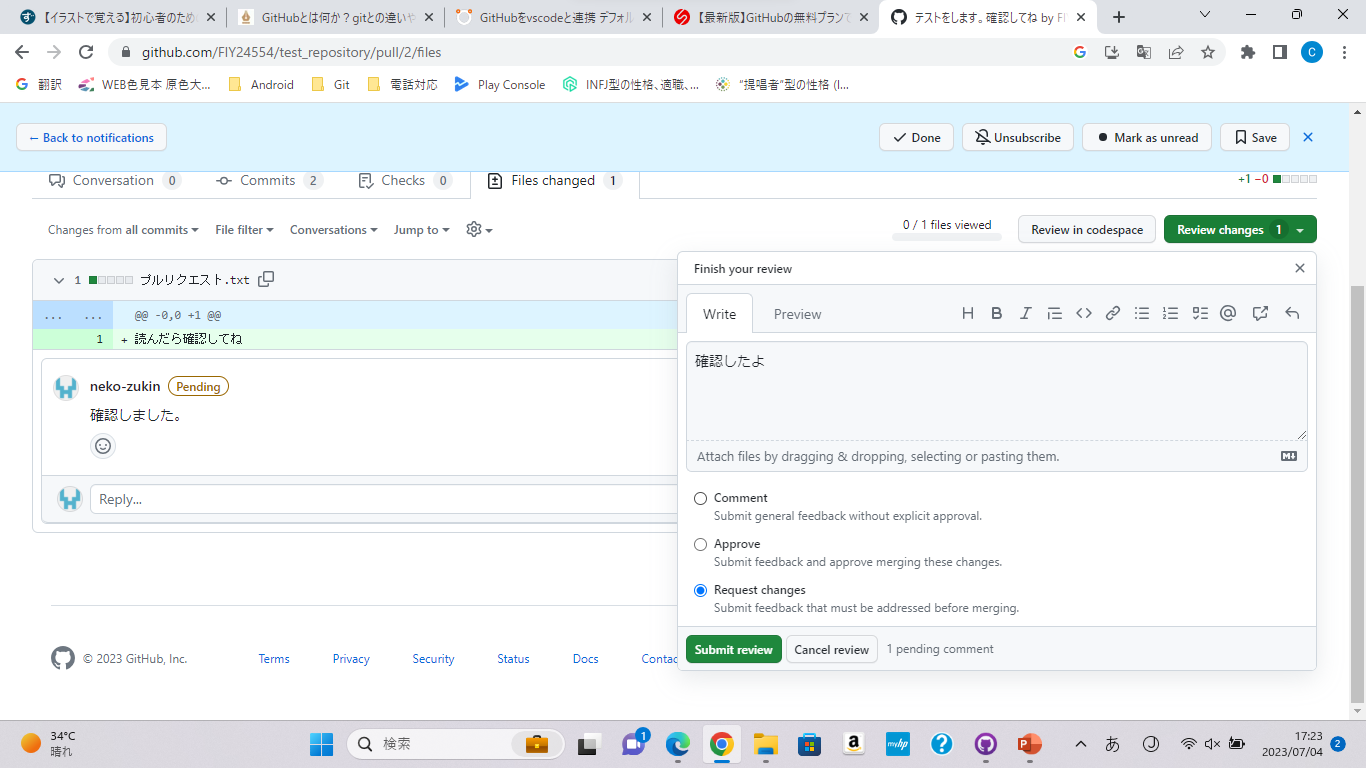 【イラストで覚える】初心者のため
GitHubとは何か？gitとの違いや
GitHubをvscodeと連携 デフォル
【最新版】GitHubの無料プランで
テストをします。確認してね by Fl
github.com/FIY24554/test_repository/pull/2/files
C
翻訳
WEB色見本 原色大...
Android
Git
電話対応
Play Console
INFJ型の性格、適職、...
“提唱者”型の性格 (I...
← Back to notifications
Done
Unsubscribe
Mark as unread
Save
Conversation 0
Commits 2
Checks 0
Files changed 1
+1 −0
Changes from all commits
File filter
Conversations
Jump to
0 / 1 files viewed
Review in codespace
Review changes 1
Finish your review
1 プルリクエスト.txt
Write
Preview
... ... @@ -0,0 +1 @@
1 + 読んだら確認してね
確認したよ
neko-zukin Pending
確認しました。
Attach files by dragging & dropping, selecting or pasting them.
Reply...
Comment
Submit general feedback without explicit approval.
Approve
Submit feedback and approve merging these changes.
Request changes
Submit feedback that must be addressed before merging.
Submit review
Cancel review
1 pending comment
© 2023 GitHub, Inc.
Terms
Privacy
Security
Status
Docs
Contac
34°C
晴れ
検索
1
a
myhp
?
P
あ
17:23
2023/07/04
2